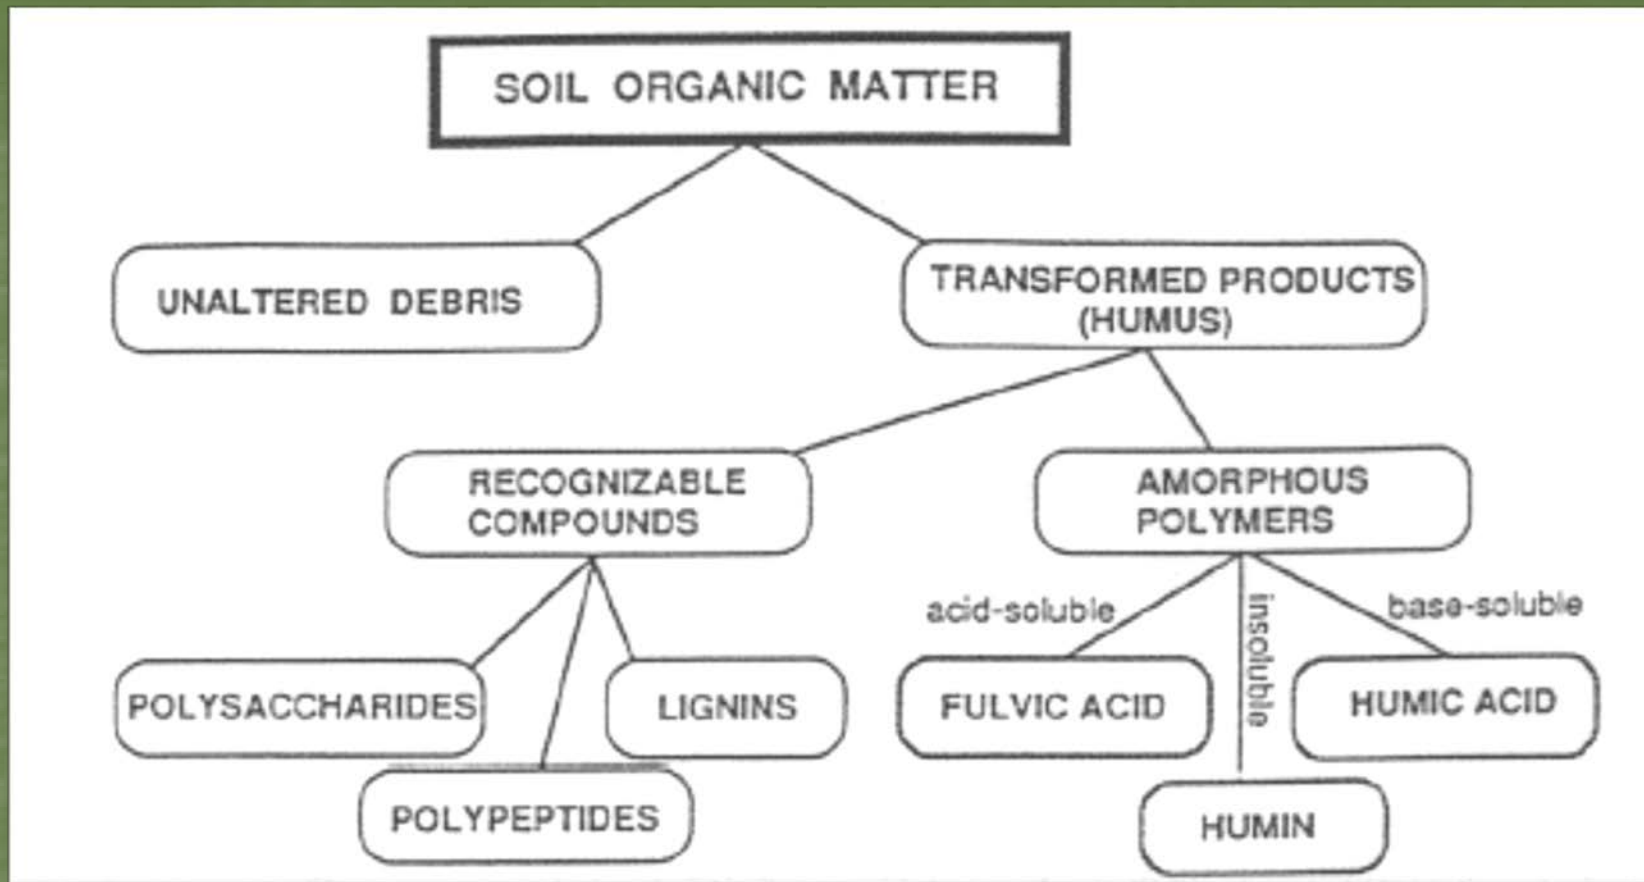 SOIL ORGANIC MATTER
UNALTERED DEBRIS
TRANSFORMED PRODUCTS
(HUMUS)
RECOGNIZABLE
COMPOUNDS
AMORPHOUS
POLYMERS
acid-soluble
insoluble
base-soluble
POLYSACCHARIDES
LIGNINS
FULVIC ACID
HUMIC ACID
POLYPEPTIDES
HUMIN